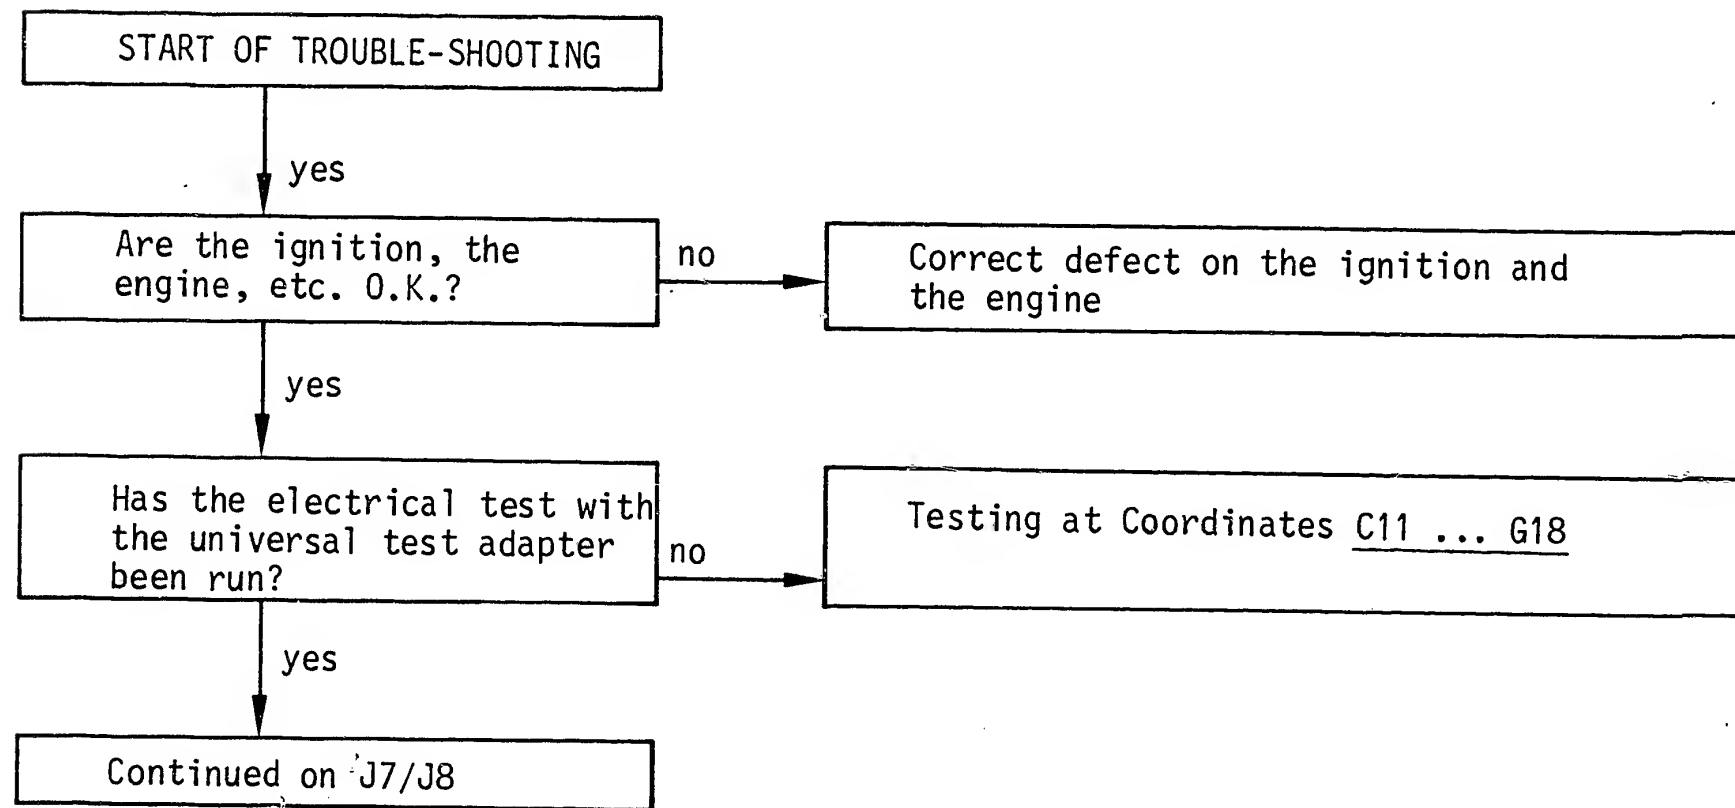 START OF TROUBLE-SHOOTING
yes
Are the ignition, the
engine, etc. O.K.?
no
Correct defect on the ignition and
the engine
yes
Has the electrical test with
the universal test adapter
been run?
no
Testing at Coordinates C11 ... G18
yes
Continued on J7/J8